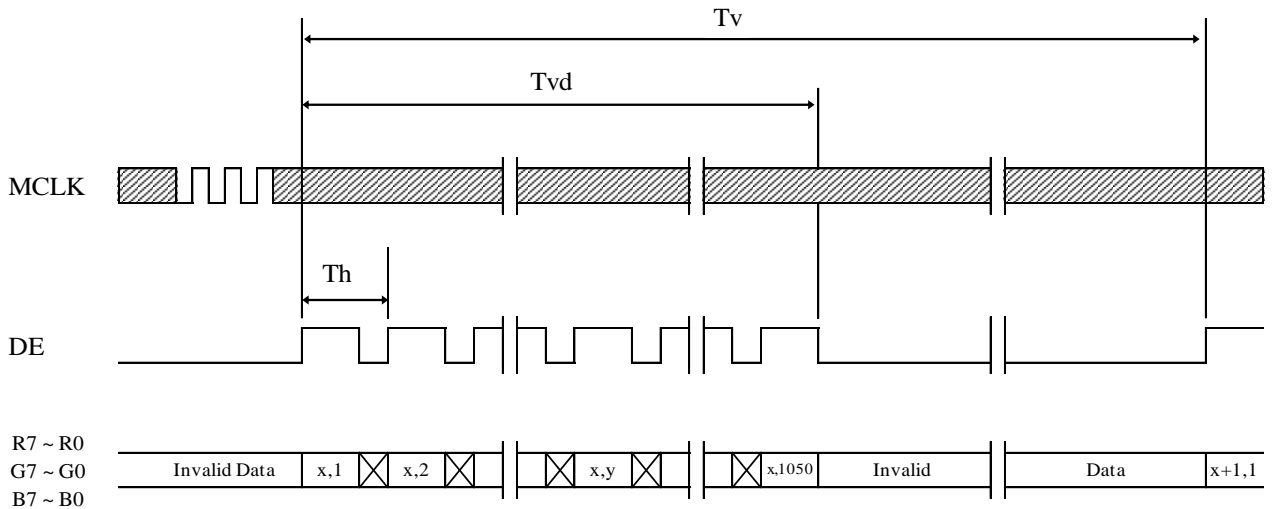 Tv
Tvd
MCLK
Th
DE
R7 ~ R0
G7 ~ G0
B7 ~ B0
Invalid Data x,1 x,2 x,y x,1050 Invalid Data x+1,1